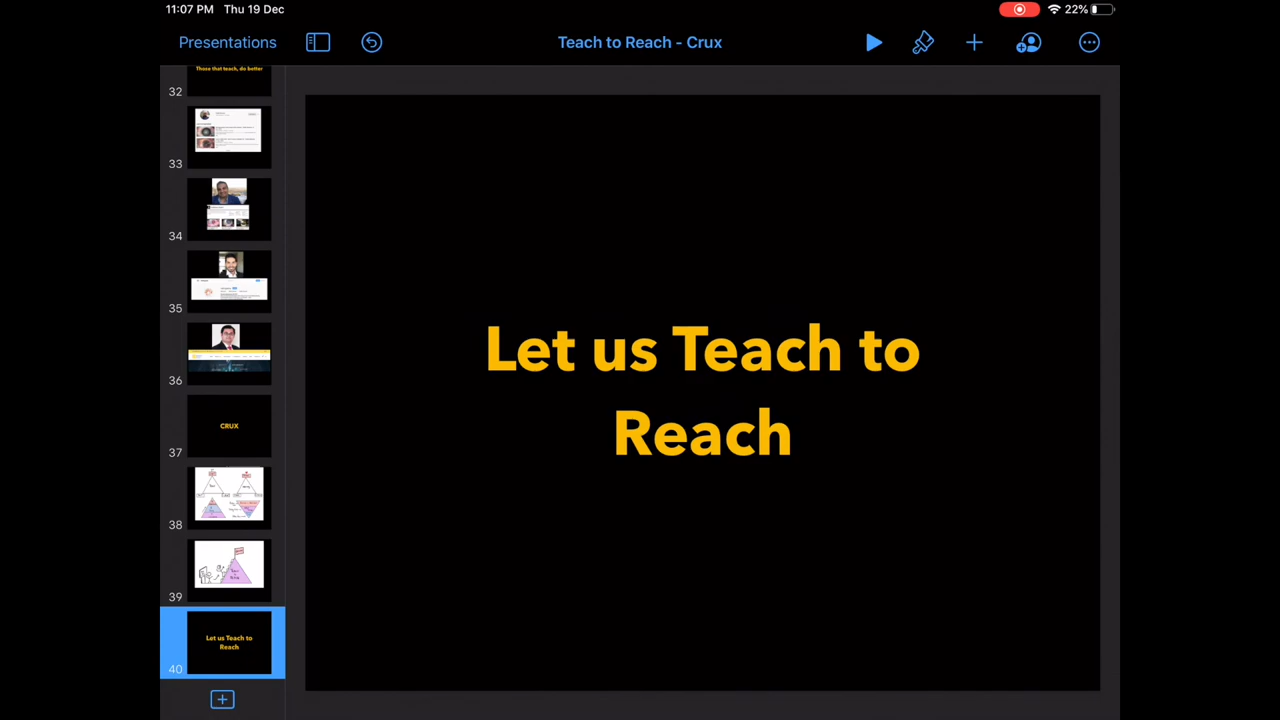 11:07 PM Thu 19 Dec
22%
Presentations
Teach to Reach - Crux
Those that teach, do better
32
33
34
35
36
CRUX
37
38
39
Let us Teach to
Reach
40
Let us Teach to
Reach